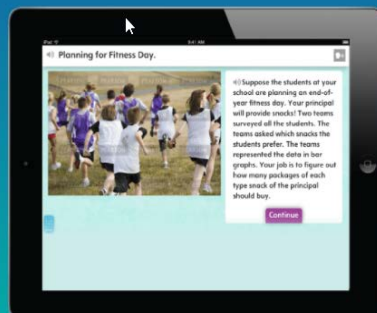 9:41 AM
Planning for Fitness Day.
Suppose the students at your
school are planning an end-of-
year fitness day. Your principal
will provide snacks! Two teams
surveyed all the students. The
teams asked which snacks the
students prefer. The teams
represented the data in bar
graphs. Your job is to figure out
how many packages of each
type snack of the principal
should buy.
Continue